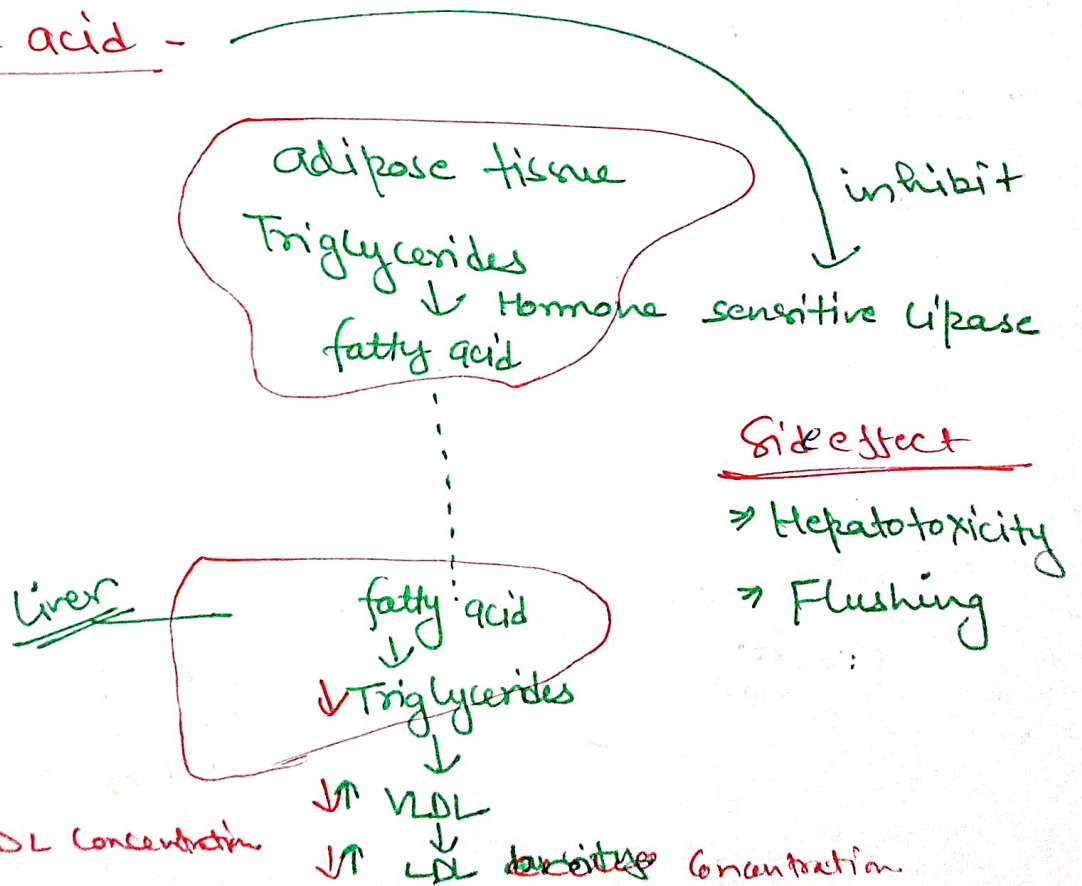 acid -
adipose tissue
inhibit
Triglycerides
↓ Hormone sensitive lipase
fatty acid
Side effect
⇒ Hepatotoxicity
⇒ Flushing
Liver
fatty acid
↓
↓ Triglycerides
↓
↓↑ VLDL
↓
DL Concentration
↓↑ LDL Concentration